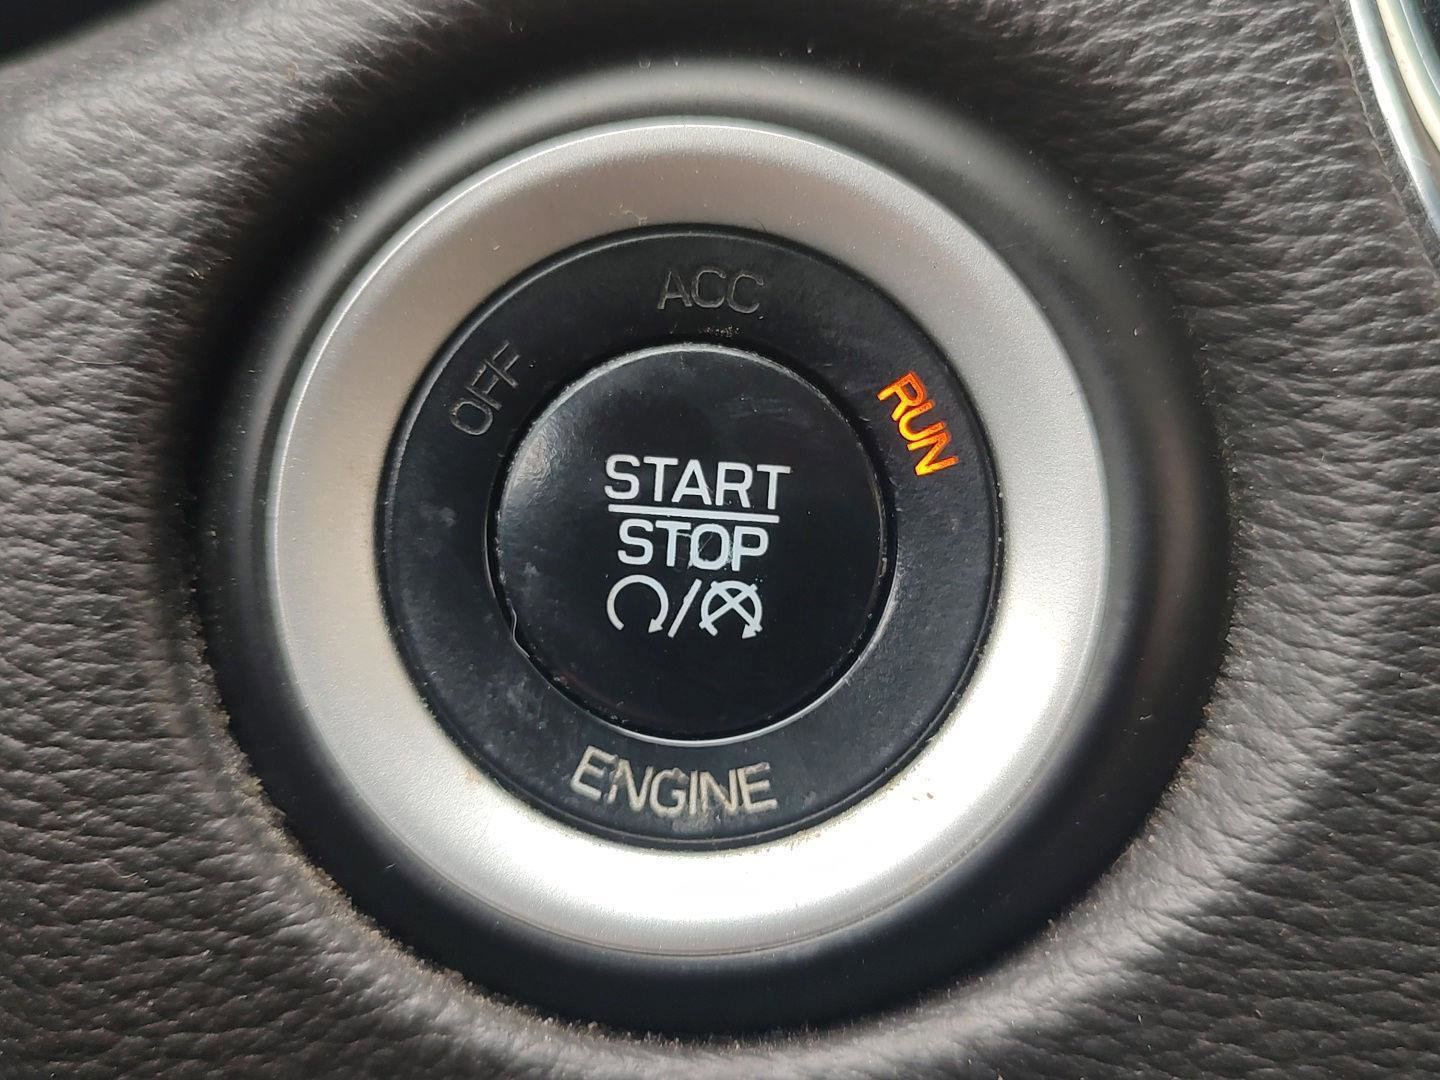 ACC
OFF
RUN
START
STOP
ENGINE